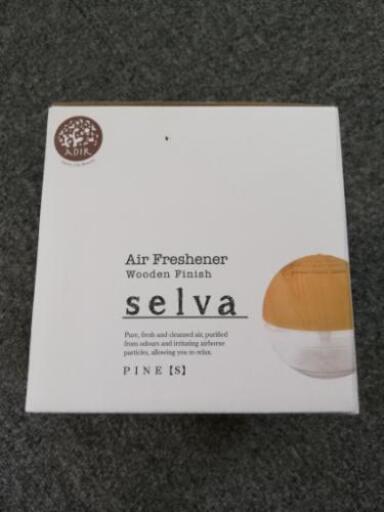 ADIR
Air Freshener
Wooden Finish
selva
Pure, fresh and cleansed air, purified
from odours and irritating airborne
particles, allowing you to relax.
PINE【S】